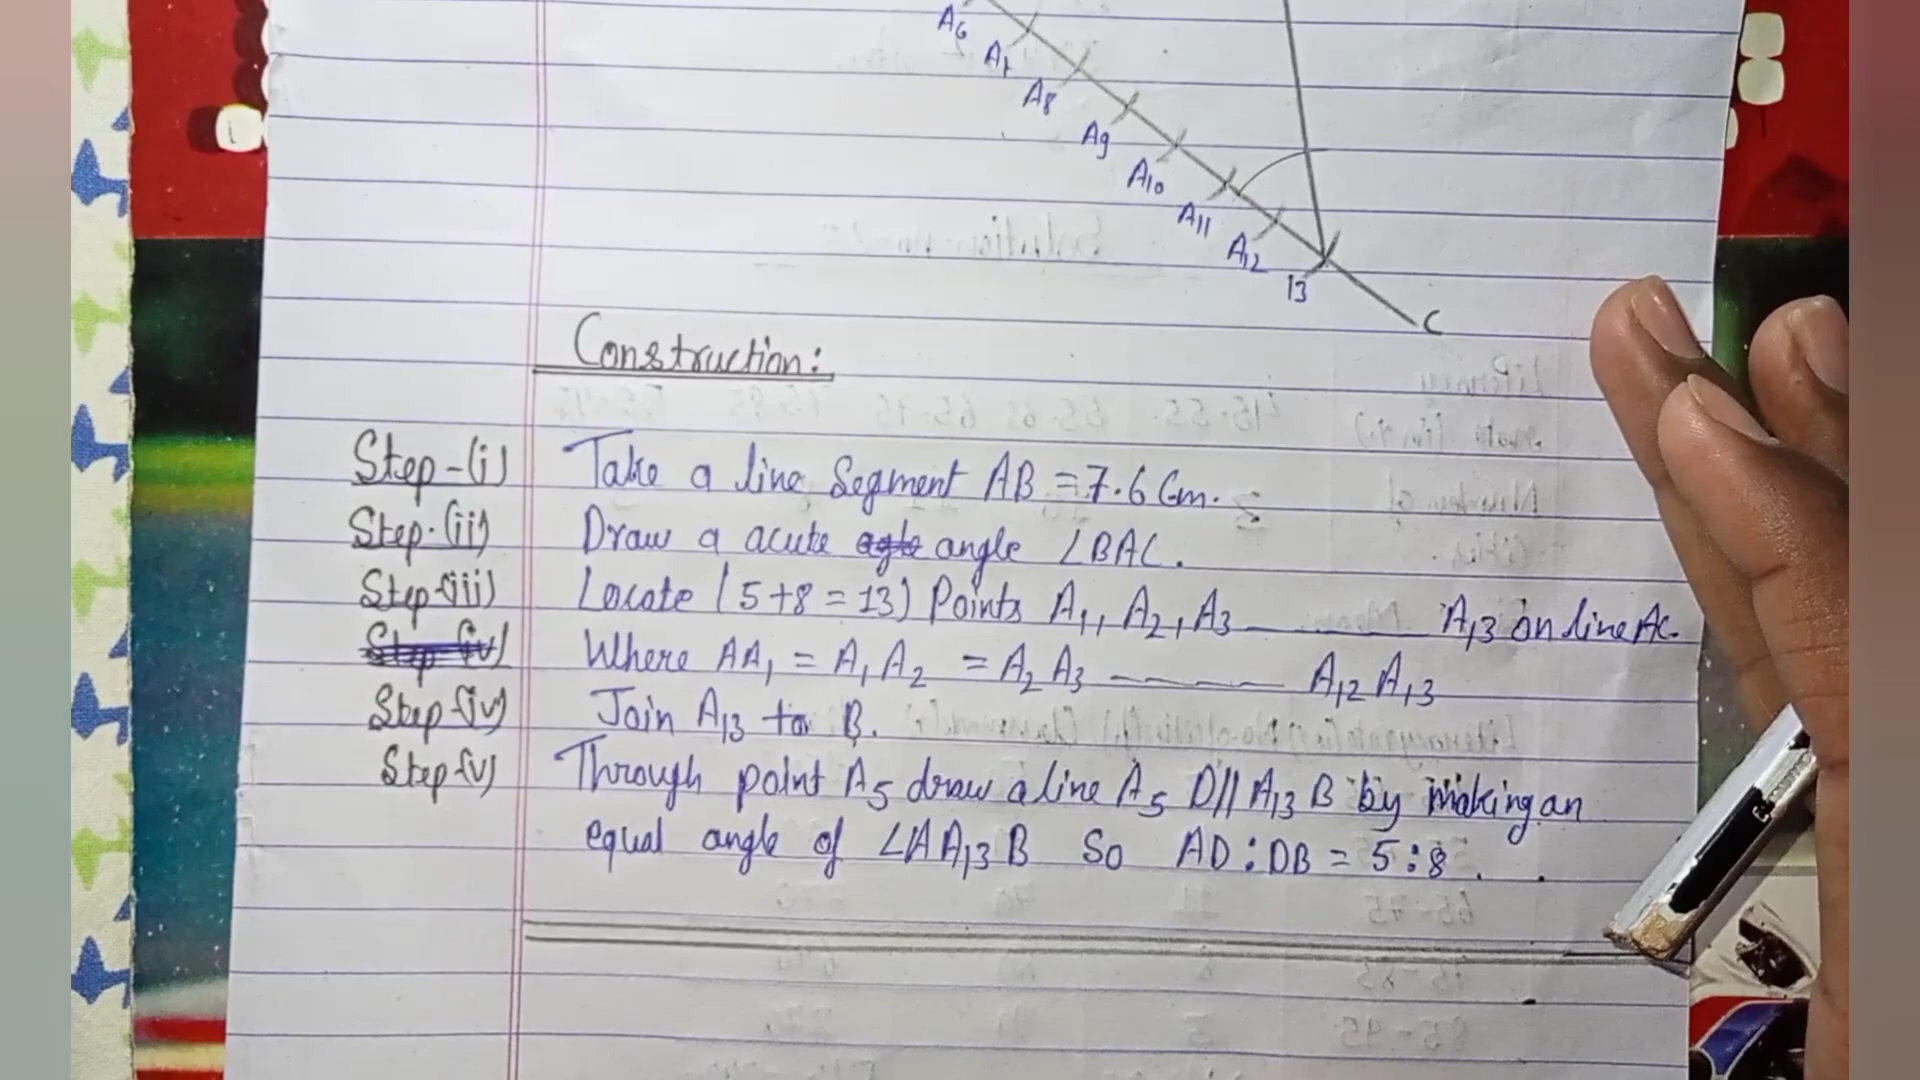 A6
A7
A8
A9
A10
A11
A12
13
C
Construction:
Step-(i) Take a line Segment AB = 7.6 Cm.
Step.(ii) Draw a acute angle ∠BAC.
Step-(iii) Locate (5+8=13) Points A1, A2, A3 ------ A13 on line AC.
Where AA1 = A1A2 = A2A3 ------ A12A13
Step-(iv) Join A13 to B.
Step-(v) Through point A5 draw a line A5 D || A13 B by making an
equal angle of ∠AA13B So AD:DB = 5:8.